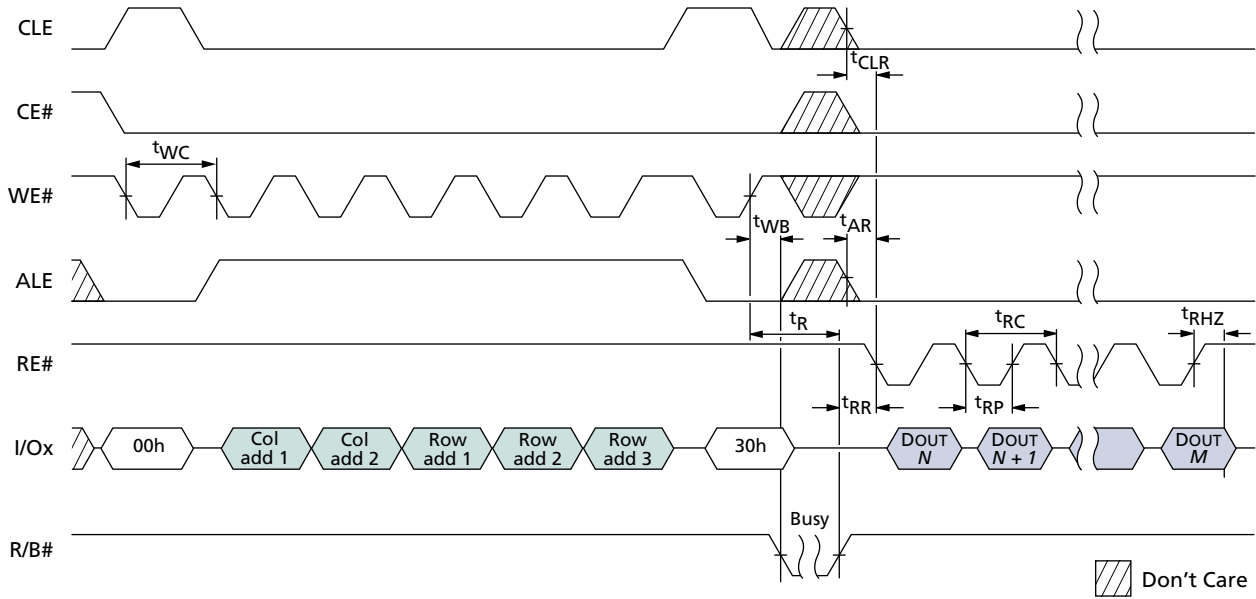 CLE
tCLR
CE#
tWC
WE#
tWB
tAR
ALE
tR
tRC
tRHZ
RE#
tRR
tRP
I/Ox
00h
Col
add 1
Col
add 2
Row
add 1
Row
add 2
Row
add 3
30h
DOUT
N
DOUT
N + 1
DOUT
M
Busy
R/B#
Don't Care